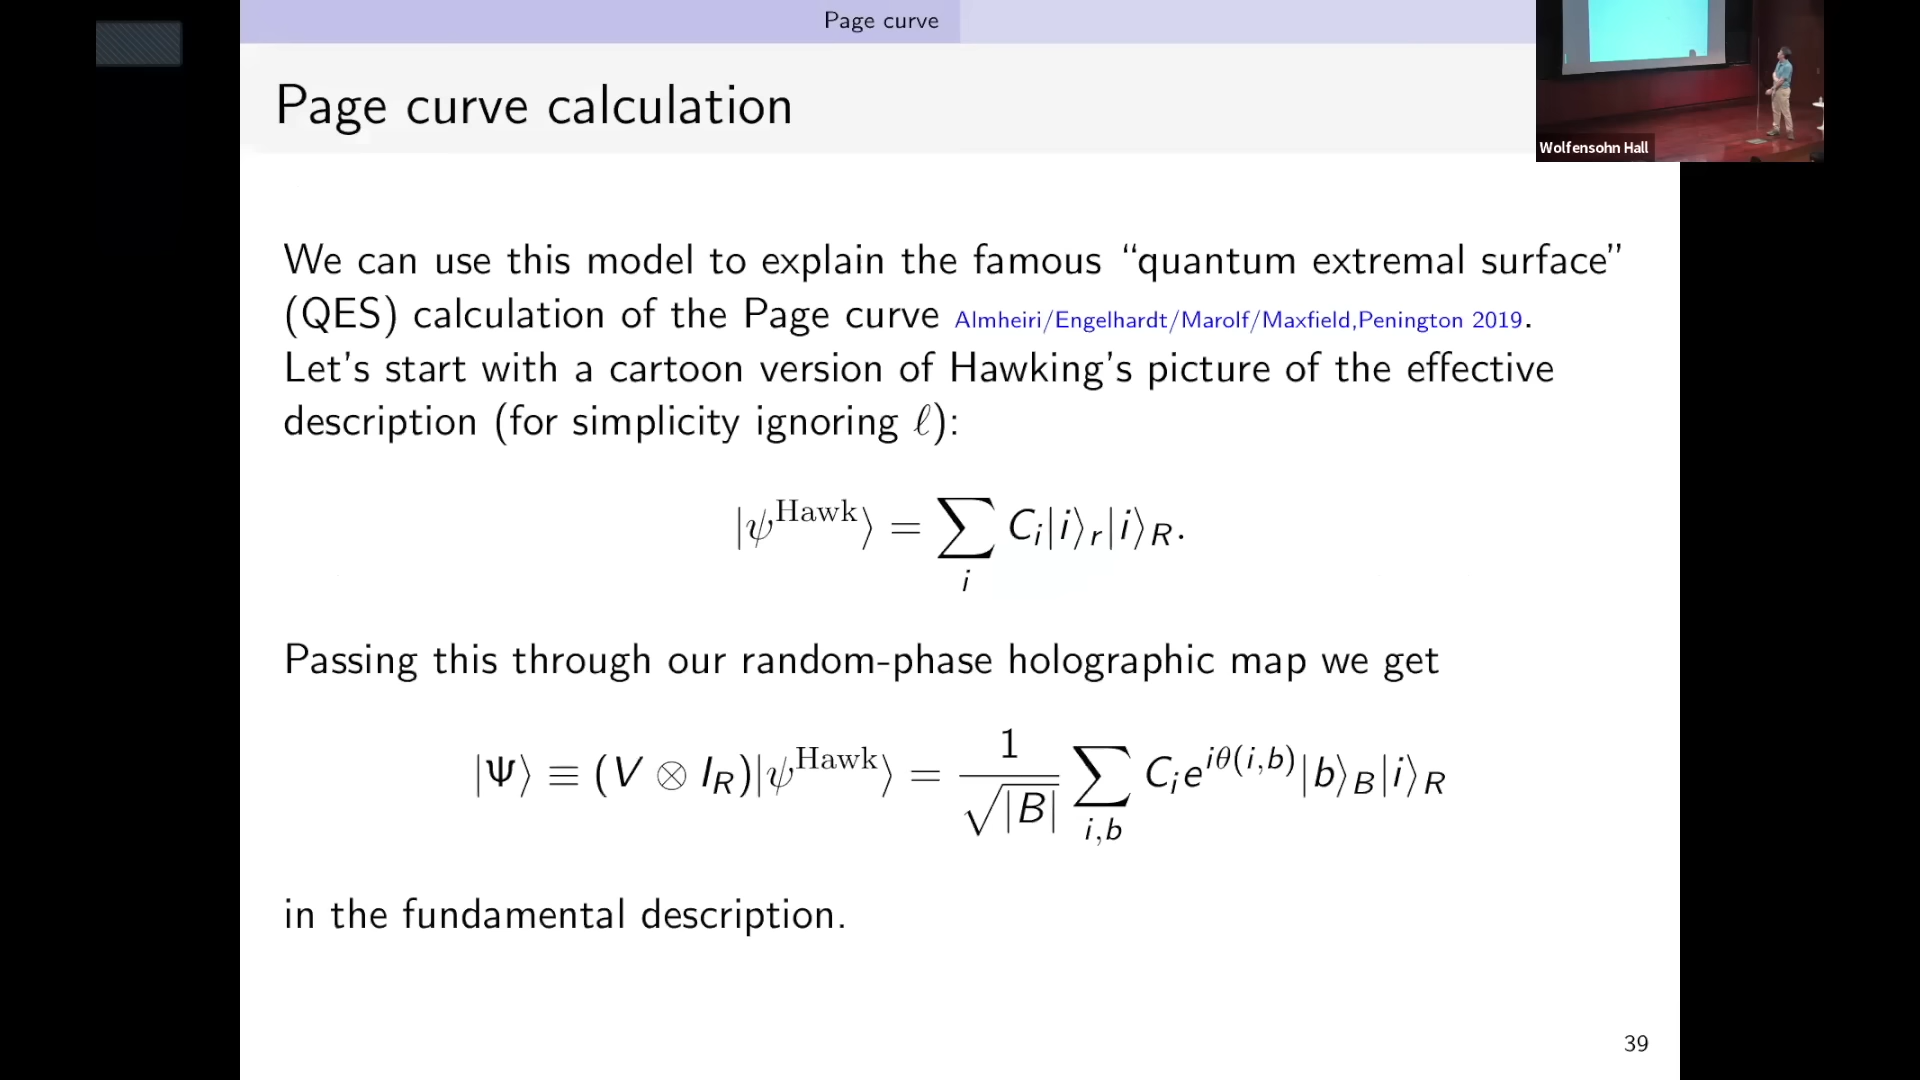 Page curve
Page curve calculation
Wolfensohn Hall
We can use this model to explain the famous “quantum extremal surface”
(QES) calculation of the Page curve Almheiri/Engelhardt/Marolf/Maxfield,Penington 2019.
Let’s start with a cartoon version of Hawking’s picture of the effective
description (for simplicity ignoring ℓ):
|ψ^Hawk⟩ = ∑_i C_i|i⟩_r|i⟩_R.
Passing this through our random-phase holographic map we get
|Ψ⟩ ≡ (V ⊗ I_R)|ψ^Hawk⟩ = 1/√|B| ∑_{i,b} C_i e^{iθ(i,b)}|b⟩_B|i⟩_R
in the fundamental description.
39